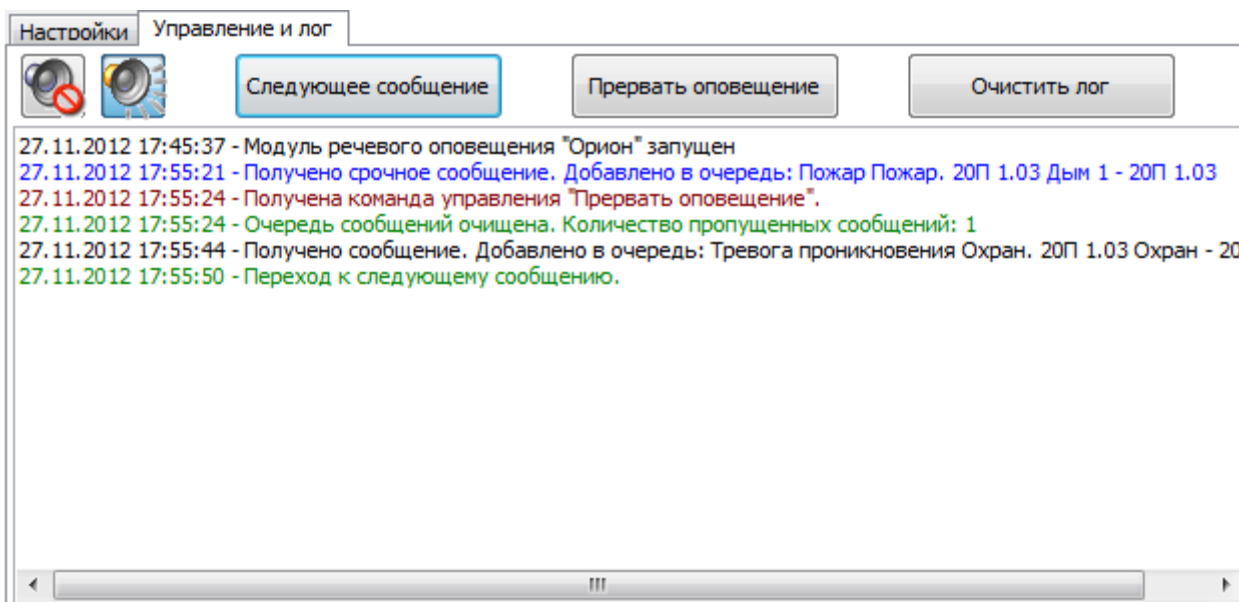 Настройки Управление и лог
Следующее сообщение Прервать оповещение Очистить лог
27.11.2012 17:45:37 - Модуль речевого оповещения "Орион" запущен
27.11.2012 17:55:21 - Получено срочное сообщение. Добавлено в очередь: Пожар Пожар. 20П 1.03 Дым 1 - 20П 1.03
27.11.2012 17:55:24 - Получена команда управления "Прервать оповещение".
27.11.2012 17:55:24 - Очередь сообщений очищена. Количество пропущенных сообщений: 1
27.11.2012 17:55:44 - Получено сообщение. Добавлено в очередь: Тревога проникновения Охран. 20П 1.03 Охран - 20
27.11.2012 17:55:50 - Переход к следующему сообщению.